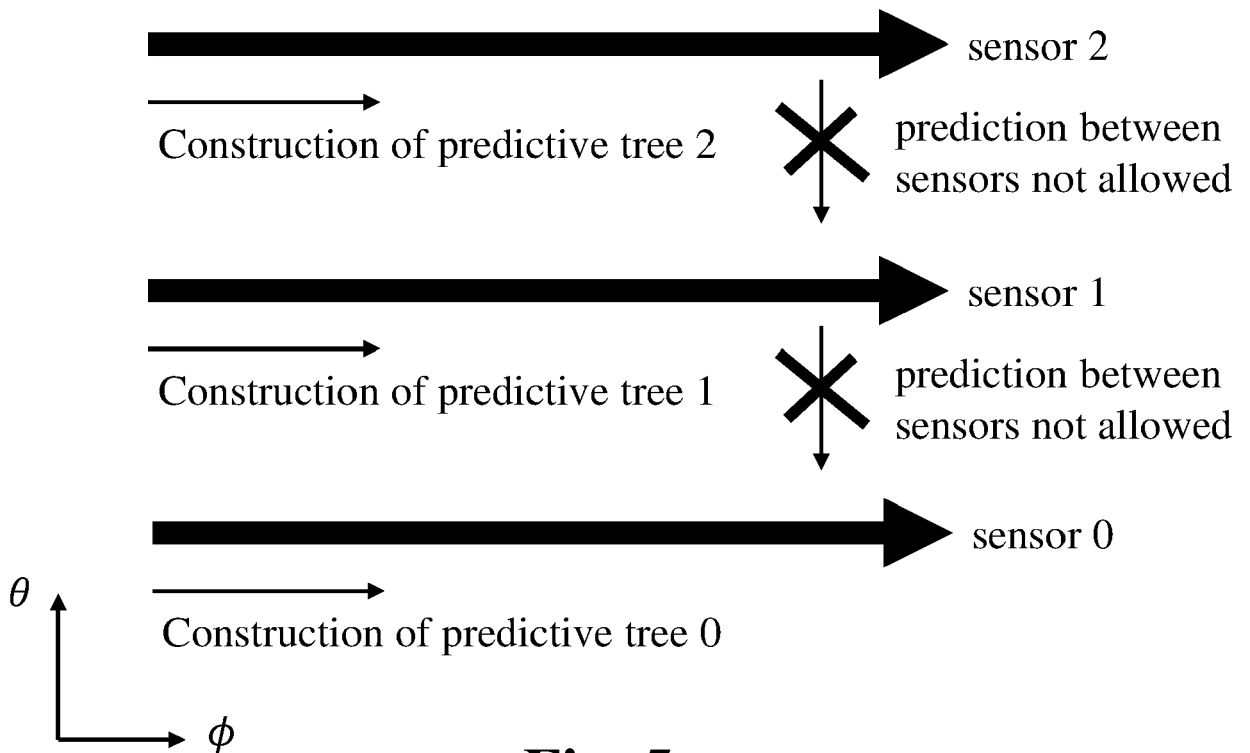 sensor 2
Construction of predictive tree 2
prediction between
sensors not allowed
sensor 1
Construction of predictive tree 1
prediction between
sensors not allowed
sensor 0
θ
Construction of predictive tree 0
ϕ